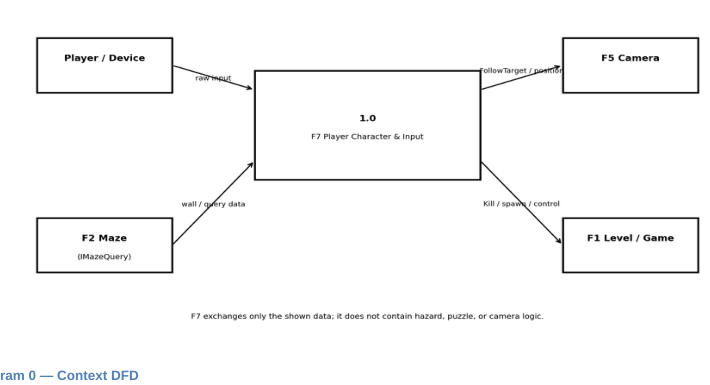 Player / Device
F5 Camera
raw input
FollowTarget / position
1.0
F7 Player Character & Input
wall / query data
Kill / spawn / control
F2 Maze
(IMazeQuery)
F1 Level / Game
F7 exchanges only the shown data; it does not contain hazard, puzzle, or camera logic.
ram 0 — Context DFD